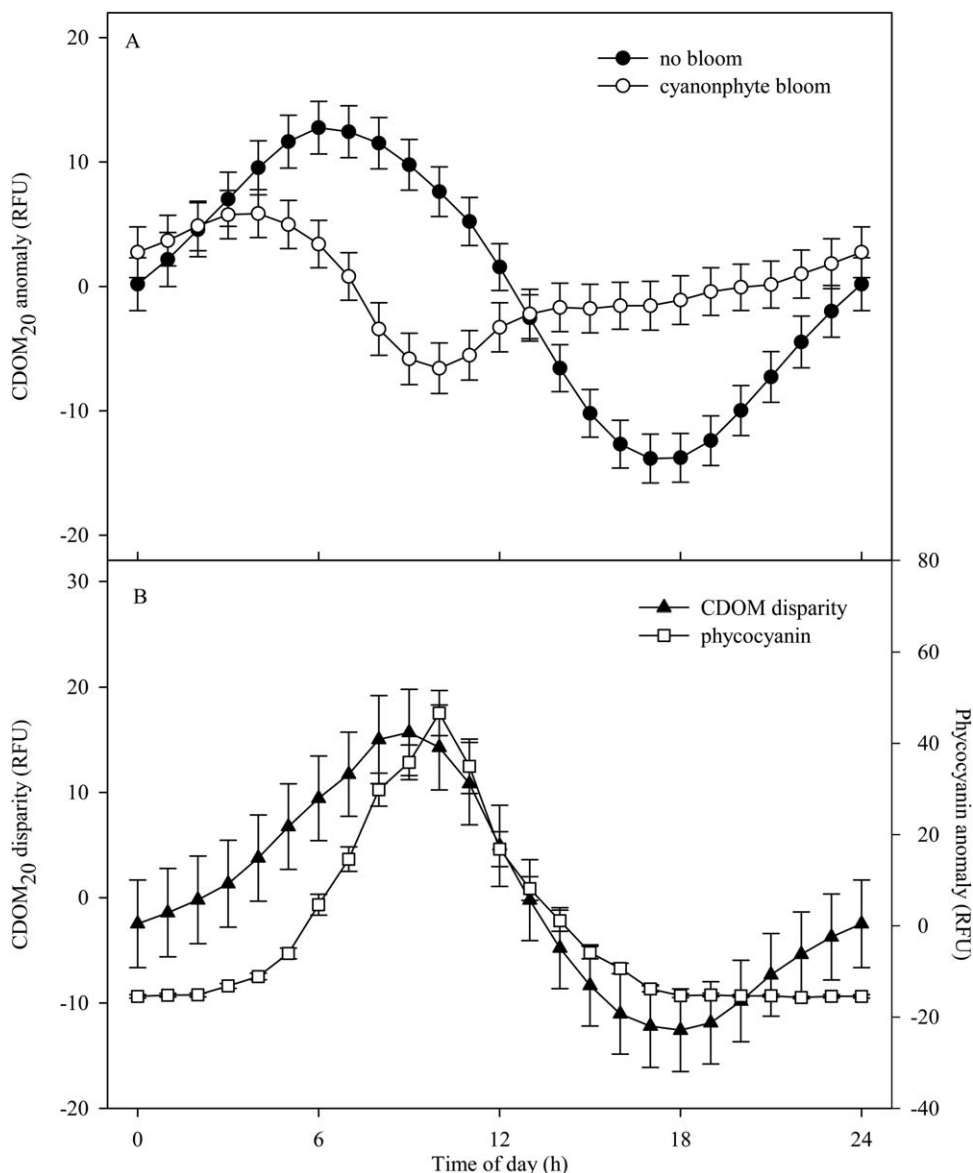 A
no bloom
cyanonphyte bloom
20
10
0
-10
-20
CDOM20 anomaly (RFU)
B
CDOM disparity
phycocyanin
30
20
10
0
-10
-20
CDOM20 disparity (RFU)
80
60
40
20
0
-20
-40
Phycocyanin anomaly (RFU)
0 6 12 18 24
Time of day (h)